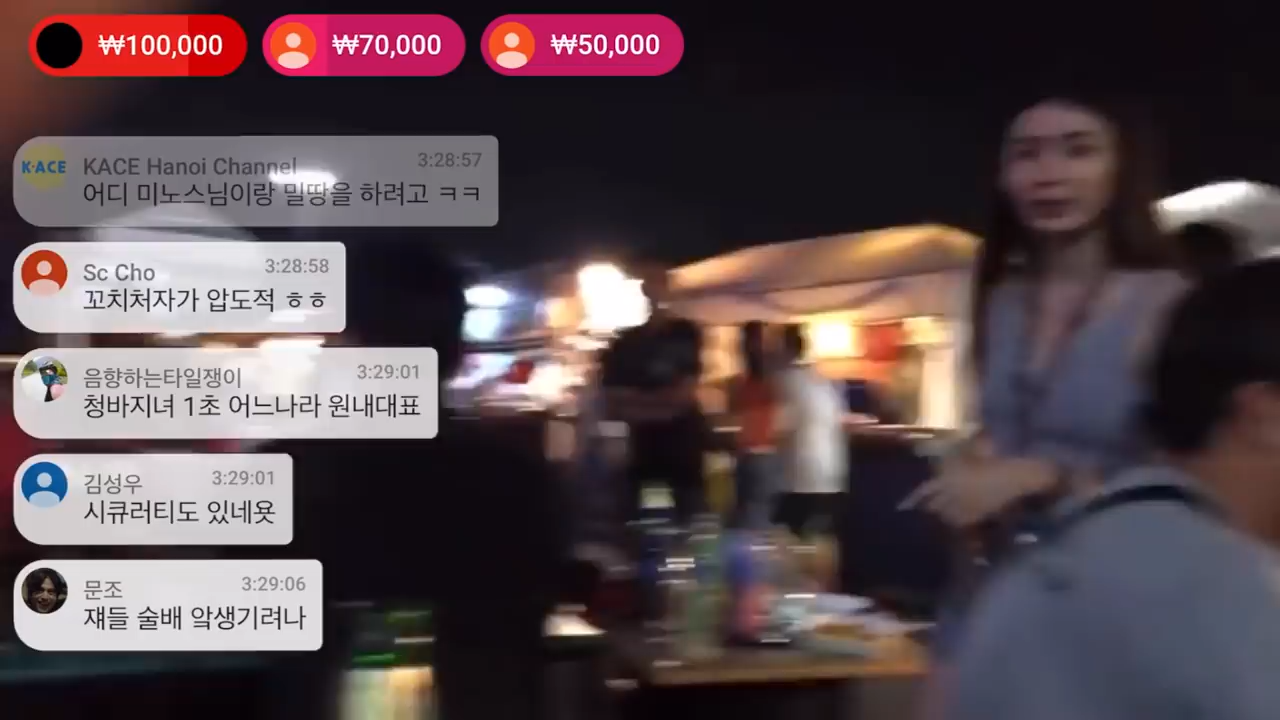 ₩100,000
₩70,000
₩50,000
K·ACE
KACE Hanoi Channel 3:28:57
어디 미노스님이랑 밀땅을 하려고 ㅋㅋ
Sc Cho 3:28:58
꼬치처자가 압도적 ㅎㅎ
음향하는타일쟁이 3:29:01
청바지녀 1초 어느나라 원내대표
김성우 3:29:01
시큐러티도 있네욧
문조 3:29:06
쟤들 술배 앜생기려나